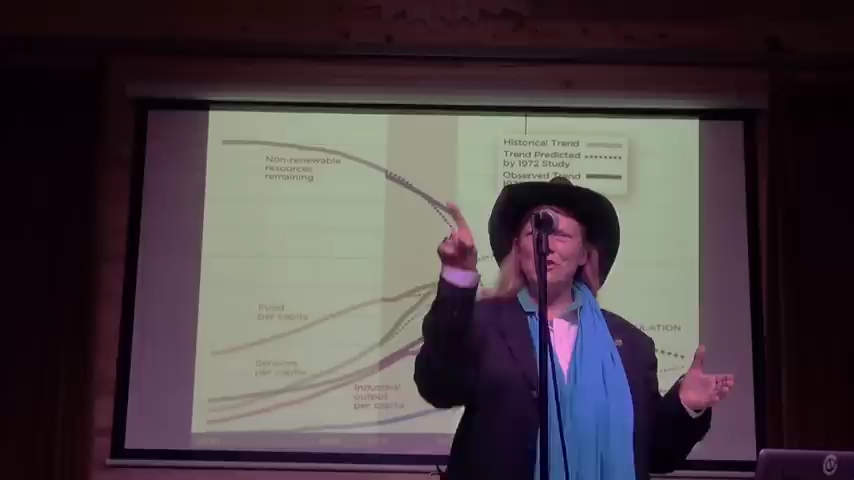 Historical Trend
Trend Predicted
by 1972 Study
Observed Trend
Non-renewable
resources
remaining
Food
per capita
Services
per capita
Industrial
output
per capita